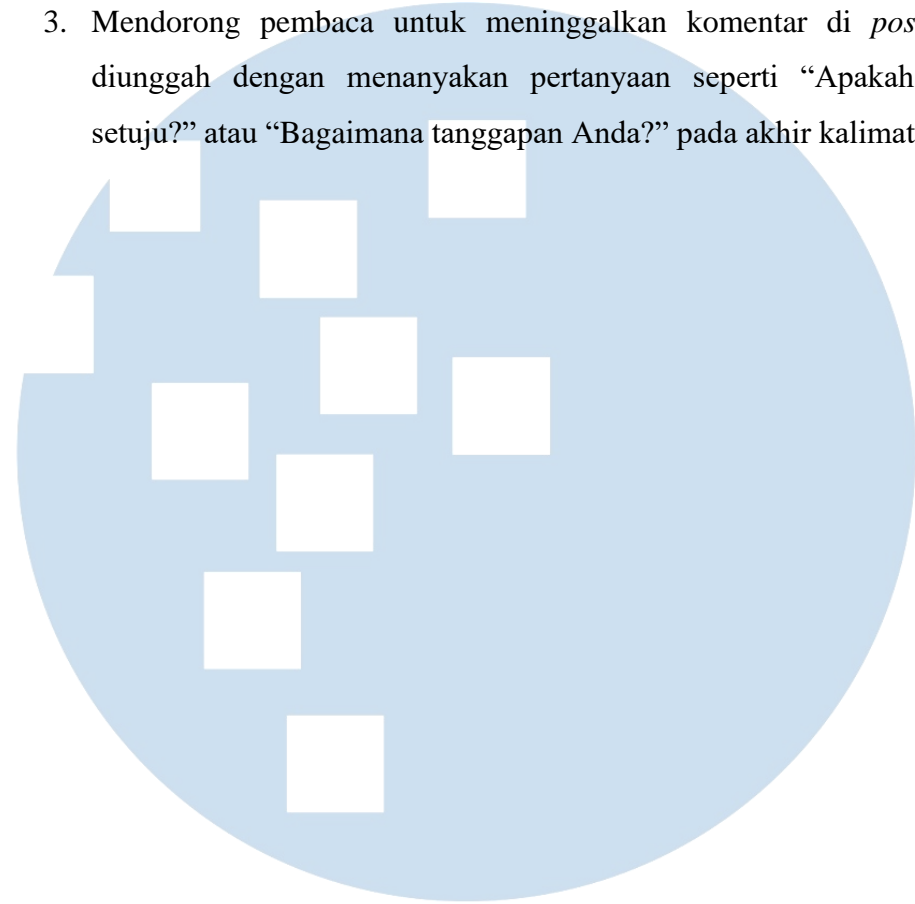 3. Mendorong pembaca untuk meninggalkan komentar di pos
diunggah dengan menanyakan pertanyaan seperti “Apakah
setuju?” atau “Bagaimana tanggapan Anda?” pada akhir kalimat